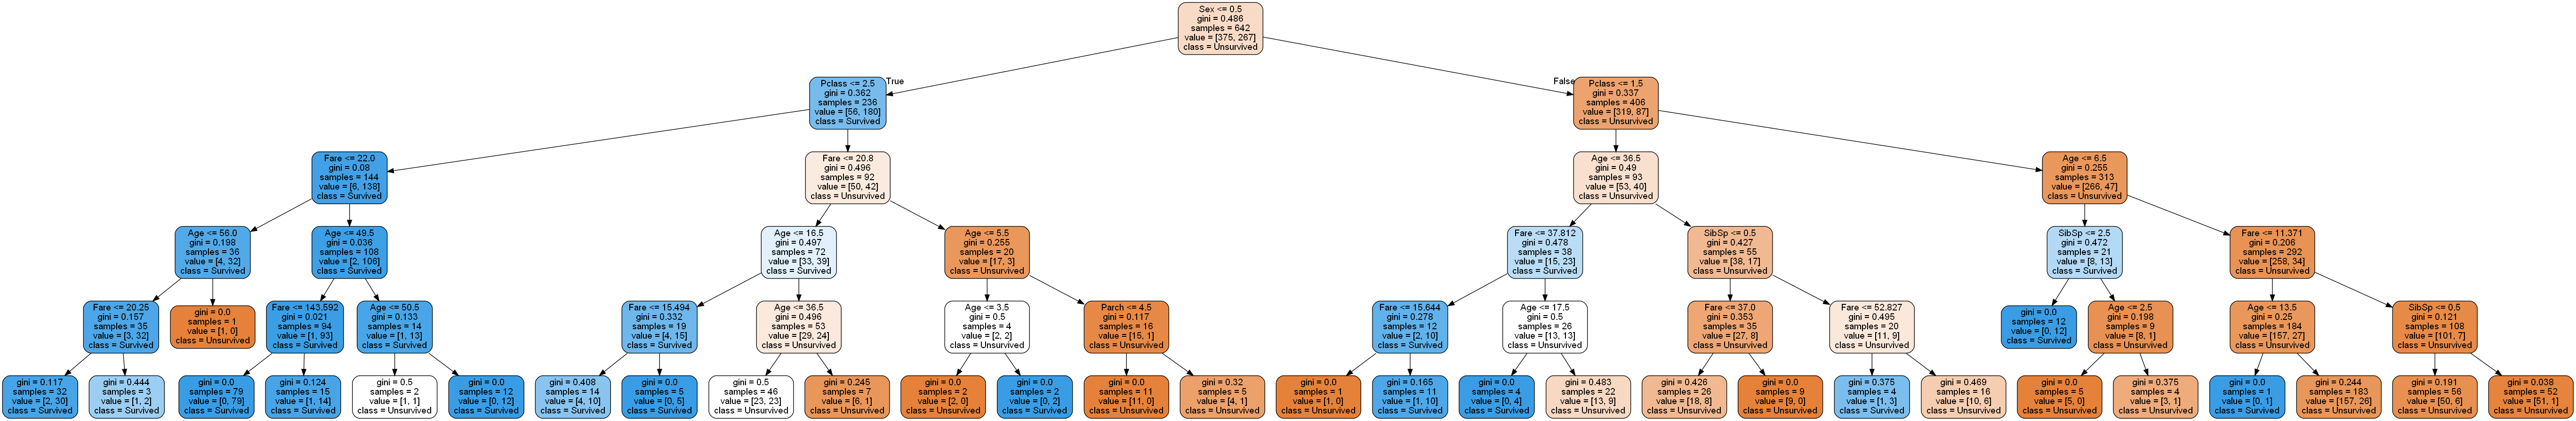 Sex <= 0.5
gini = 0.486
samples = 642
value = [375, 267]
class = Unsurvived
True
False
Pclass <= 2.5
gini = 0.362
samples = 236
value = [56, 180]
class = Survived
Pclass <= 1.5
gini = 0.337
samples = 406
value = [319, 87]
class = Unsurvived
Fare <= 22.0
gini = 0.08
samples = 144
value = [6, 138]
class = Survived
Fare <= 20.8
gini = 0.496
samples = 92
value = [50, 42]
class = Unsurvived
Age <= 36.5
gini = 0.49
samples = 93
value = [53, 40]
class = Unsurvived
Age <= 6.5
gini = 0.255
samples = 313
value = [266, 47]
class = Unsurvived
Age <= 56.0
gini = 0.198
samples = 36
value = [4, 32]
class = Survived
Age <= 49.5
gini = 0.036
samples = 108
value = [2, 106]
class = Survived
Age <= 16.5
gini = 0.497
samples = 72
value = [33, 39]
class = Survived
Age <= 5.5
gini = 0.255
samples = 20
value = [17, 3]
class = Unsurvived
Fare <= 37.812
gini = 0.478
samples = 38
value = [15, 23]
class = Survived
SibSp <= 0.5
gini = 0.427
samples = 55
value = [38, 17]
class = Unsurvived
SibSp <= 2.5
gini = 0.472
samples = 21
value = [8, 13]
class = Survived
Fare <= 11.371
gini = 0.206
samples = 292
value = [258, 34]
class = Unsurvived
Fare <= 20.25
gini = 0.157
samples = 35
value = [3, 32]
class = Survived
gini = 0.0
samples = 1
value = [1, 0]
class = Unsurvived
Fare <= 143.592
gini = 0.021
samples = 94
value = [1, 93]
class = Survived
Age <= 50.5
gini = 0.133
samples = 14
value = [1, 13]
class = Survived
Fare <= 15.494
gini = 0.332
samples = 19
value = [4, 15]
class = Survived
Age <= 36.5
gini = 0.496
samples = 53
value = [29, 24]
class = Unsurvived
Age <= 3.5
gini = 0.5
samples = 4
value = [2, 2]
class = Unsurvived
Parch <= 4.5
gini = 0.117
samples = 16
value = [15, 1]
class = Unsurvived
Fare <= 15.644
gini = 0.278
samples = 12
value = [2, 10]
class = Survived
Age <= 17.5
gini = 0.5
samples = 26
value = [13, 13]
class = Unsurvived
Fare <= 37.0
gini = 0.353
samples = 35
value = [27, 8]
class = Unsurvived
Fare <= 52.827
gini = 0.495
samples = 20
value = [11, 9]
class = Unsurvived
gini = 0.0
samples = 12
value = [0, 12]
class = Survived
Age <= 2.5
gini = 0.198
samples = 9
value = [8, 1]
class = Unsurvived
Age <= 13.5
gini = 0.25
samples = 184
value = [157, 27]
class = Unsurvived
SibSp <= 0.5
gini = 0.121
samples = 108
value = [101, 7]
class = Unsurvived
gini = 0.117
samples = 32
value = [2, 30]
class = Survived
gini = 0.444
samples = 3
value = [1, 2]
class = Survived
gini = 0.0
samples = 79
value = [0, 79]
class = Survived
gini = 0.124
samples = 15
value = [1, 14]
class = Survived
gini = 0.5
samples = 2
value = [1, 1]
class = Unsurvived
gini = 0.0
samples = 12
value = [0, 12]
class = Survived
gini = 0.408
samples = 14
value = [4, 10]
class = Survived
gini = 0.0
samples = 5
value = [0, 5]
class = Survived
gini = 0.5
samples = 46
value = [23, 23]
class = Unsurvived
gini = 0.245
samples = 7
value = [6, 1]
class = Unsurvived
gini = 0.0
samples = 2
value = [2, 0]
class = Unsurvived
gini = 0.0
samples = 2
value = [0, 2]
class = Survived
gini = 0.0
samples = 11
value = [11, 0]
class = Unsurvived
gini = 0.32
samples = 5
value = [4, 1]
class = Unsurvived
gini = 0.0
samples = 1
value = [1, 0]
class = Unsurvived
gini = 0.165
samples = 11
value = [1, 10]
class = Survived
gini = 0.0
samples = 4
value = [0, 4]
class = Survived
gini = 0.483
samples = 22
value = [13, 9]
class = Unsurvived
gini = 0.426
samples = 26
value = [18, 8]
class = Unsurvived
gini = 0.0
samples = 9
value = [9, 0]
class = Unsurvived
gini = 0.375
samples = 4
value = [1, 3]
class = Survived
gini = 0.469
samples = 16
value = [10, 6]
class = Unsurvived
gini = 0.0
samples = 5
value = [5, 0]
class = Unsurvived
gini = 0.375
samples = 4
value = [3, 1]
class = Unsurvived
gini = 0.0
samples = 1
value = [0, 1]
class = Survived
gini = 0.244
samples = 183
value = [157, 26]
class = Unsurvived
gini = 0.191
samples = 56
value = [50, 6]
class = Unsurvived
gini = 0.038
samples = 52
value = [51, 1]
class = Unsurvived